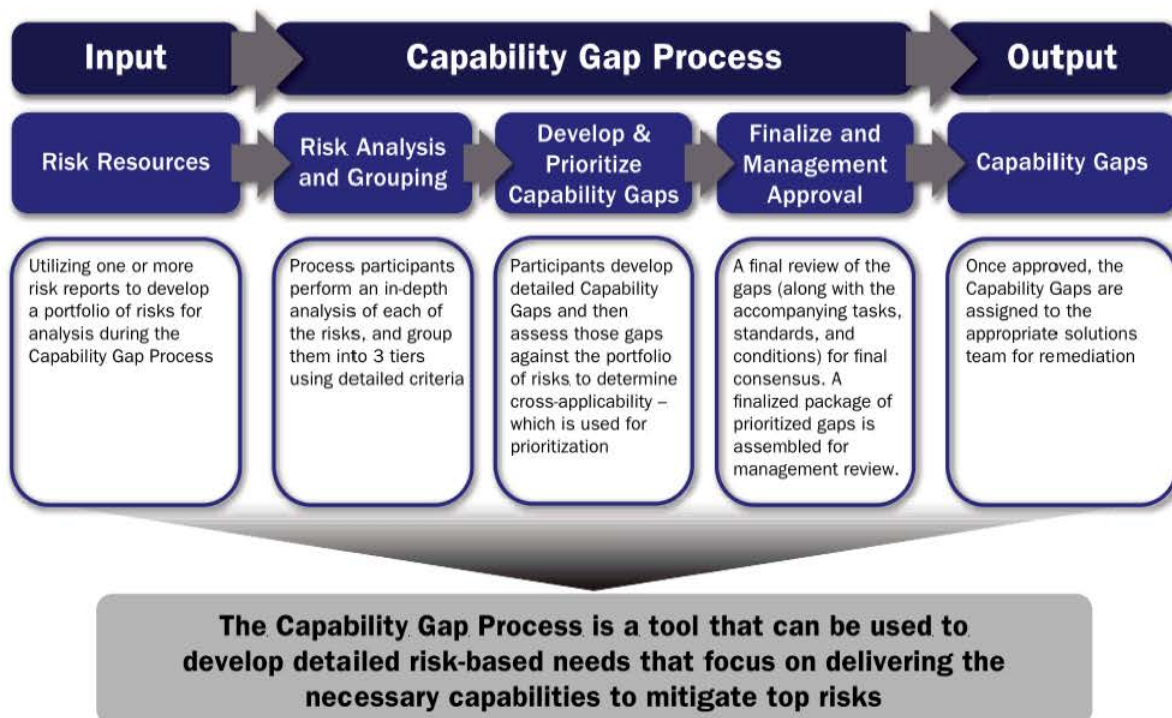 Input
Capability Gap Process
Output
Risk Resources
Risk Analysis
and Grouping
Develop &
Prioritize
Capability Gaps
Finalize and
Management
Approval
Capability Gaps
Utilizing one or more
risk reports to develop
a portfolio of risks for
analysis during the
Capability Gap Process
Process participants
perform an in-depth
analysis of each of
the risks, and group
them into 3 tiers
using detailed criteria
Participants develop
detailed Capability
Gaps and then
assess those gaps
against the portfolio
of risks to determine
cross-applicability –
which is used for
prioritization
A final review of the
gaps (along with the
accompanying tasks,
standards, and
conditions) for final
consensus. A
finalized package of
prioritized gaps is
assembled for
management review.
Once approved, the
Capability Gaps are
assigned to the
appropriate solutions
team for remediation
The Capability Gap Process is a tool that can be used to
develop detailed risk-based needs that focus on delivering the
necessary capabilities to mitigate top risks